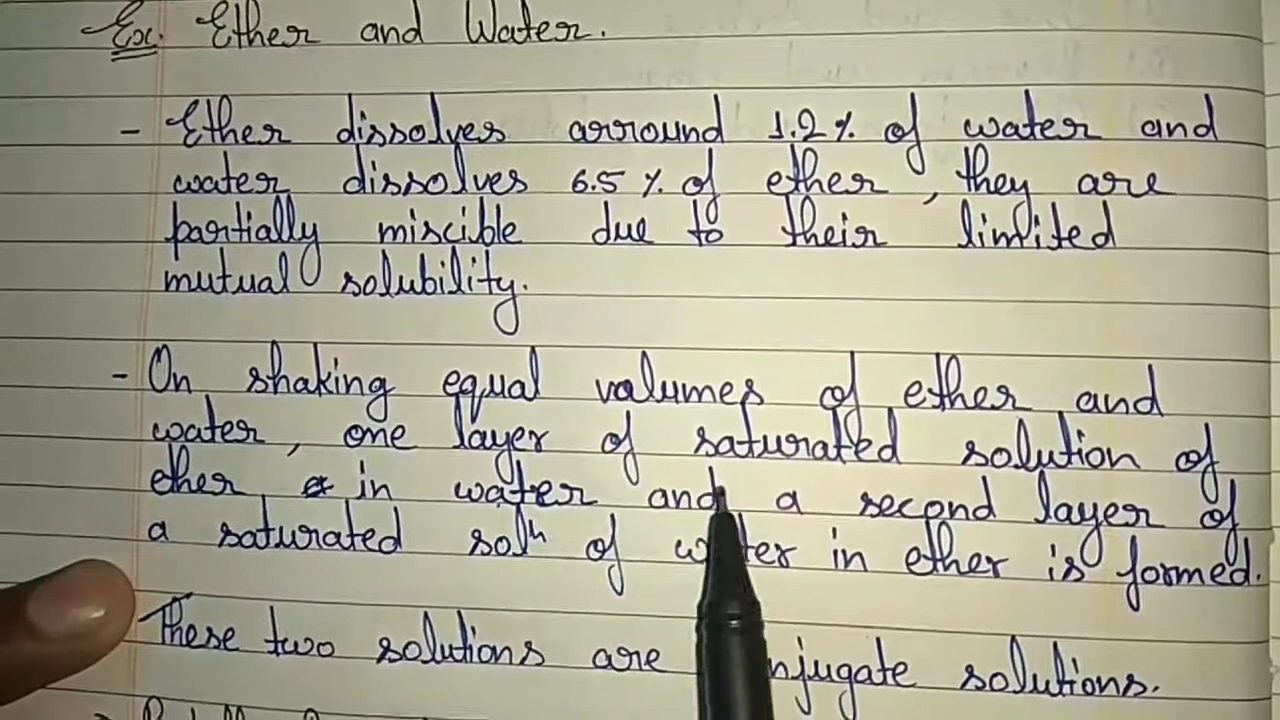 Ex. Ether and Water.
- Ether dissolves arround 1.2% of water and
water dissolves 6.5% of ether, they are
partially miscible due to their limited
mutual solubility.
- On shaking equal valumes of ether and
water, one layer of saturated solution of
ether in water and a second layer of
a saturated solⁿ of water in ether is formed.
These two solutions are conjugate solutions.